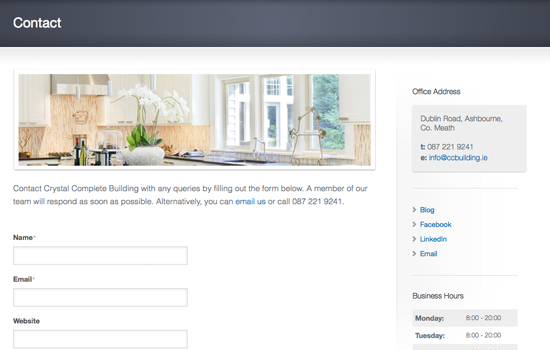 Contact
Contact Crystal Complete Building with any queries by filling out the form below. A member of our
team will respond as soon as possible. Alternatively, you can email us or call 087 221 9241.
Name*
Email*
Website
Office Address
Dublin Road, Ashbourne,
Co. Meath
t: 087 221 9241
e: info@ccbuilding.ie
Blog
Facebook
LinkedIn
Email
Business Hours
Monday: 8:00 - 20:00
Tuesday: 8:00 - 20:00